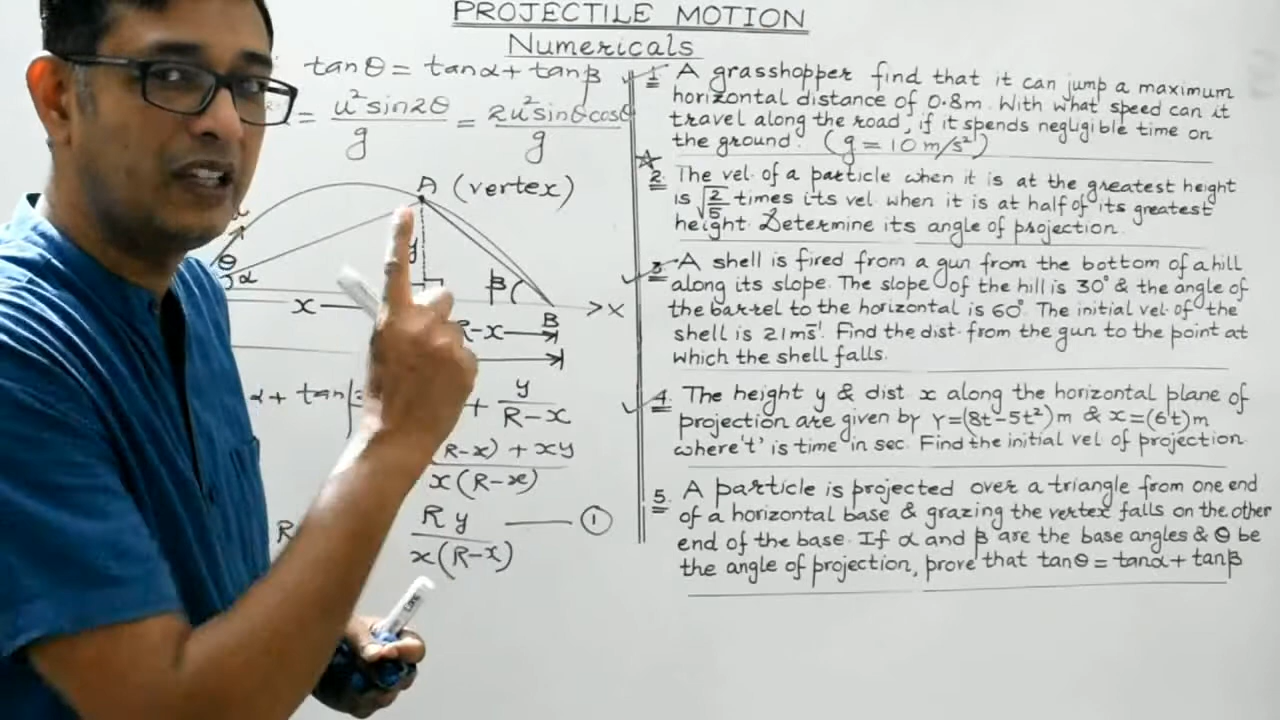 PROJECTILE MOTION
Numericals
tanθ = tanα + tanβ
= u²sin2θ / g = 2u²sinθcosθ / g
A (vertex)
θ
α
y
β
x
R-x
B
X
α + tanβ
+ y / R-x
(R-x) + xy
x(R-x)
Ry / x(R-x) ①
1. A grasshopper find that it can jump a maximum
horizontal distance of 0.8m. With what speed can it
travel along the road, if it spends negligible time on
the ground. (g = 10 m/s²)
2. The vel. of a particle when it is at the greatest height
is √2/5 times its vel. when it is at half of its greatest
height. Determine its angle of projection.
3. A shell is fired from a gun from the bottom of a hill
along its slope. The slope of the hill is 30° & the angle of
the barrel to the horizontal is 60°. The initial vel. of the
shell is 21ms⁻¹. Find the dist. from the gun to the point at
which the shell falls.
4. The height y & dist. x along the horizontal plane of
projection are given by Y=(8t-5t²)m & x=(6t)m
where 't' is time in sec. Find the initial vel of projection.
5. A particle is projected over a triangle from one end
of a horizontal base & grazing the vertex falls on the other
end of the base. If α and β are the base angles & θ be
the angle of projection, prove that tanθ = tanα + tanβ